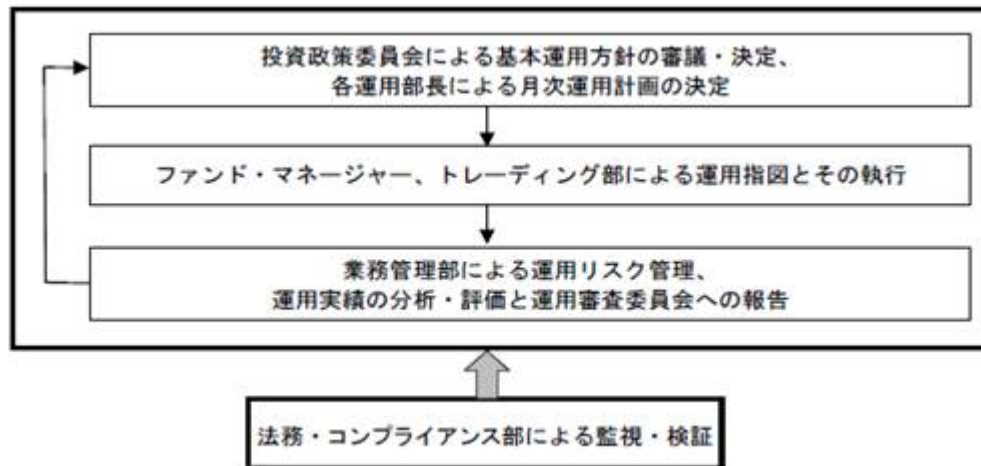 投資政策委員会による基本運用方針の審議・決定、
各運用部長による月次運用計画の決定
ファンド・マネージャー、トレーディング部による運用指図とその執行
業務管理部による運用リスク管理、
運用実績の分析・評価と運用審査委員会への報告
法務・コンプライアンス部による監視・検証